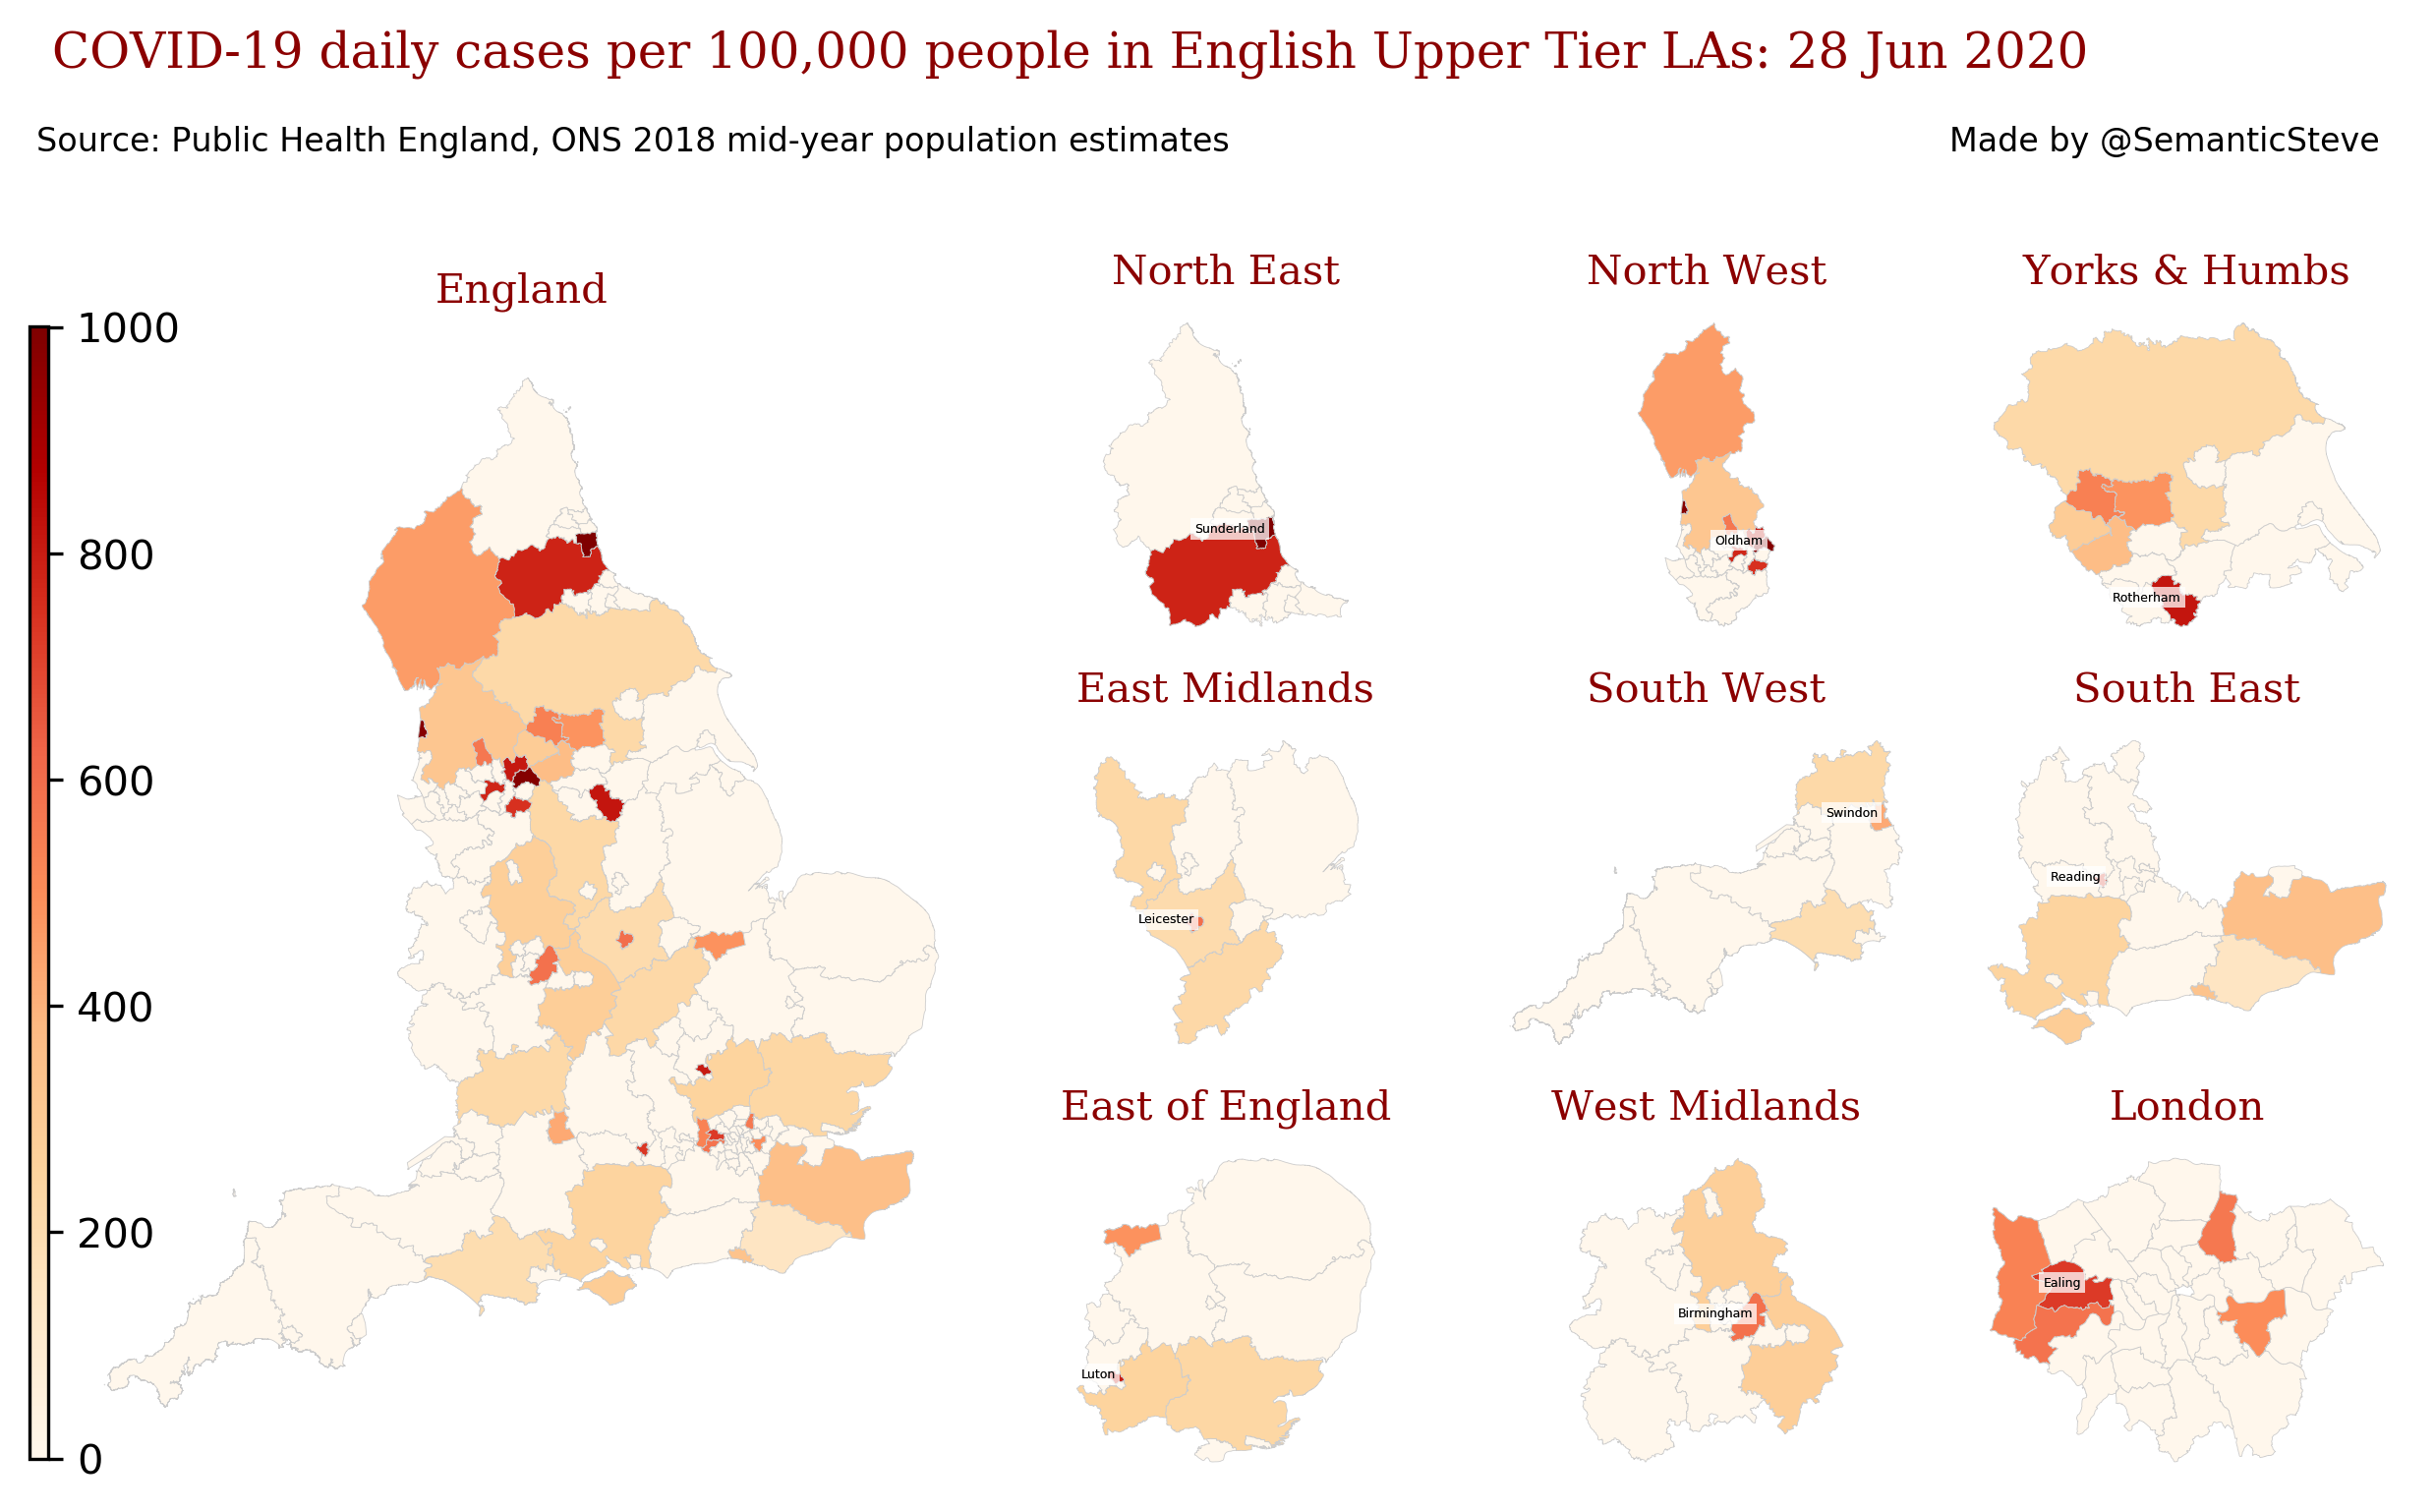 COVID-19 daily cases per 100,000 people in English Upper Tier LAs: 28 Jun 2020
Source: Public Health England, ONS 2018 mid-year population estimates
Made by @SemanticSteve
England
1000
800
600
400
200
0
North East
Sunderland
North West
Oldham
Yorks & Humbs
Rotherham
East Midlands
Leicester
South West
Swindon
South East
Reading
East of England
Luton
West Midlands
Birmingham
London
Ealing